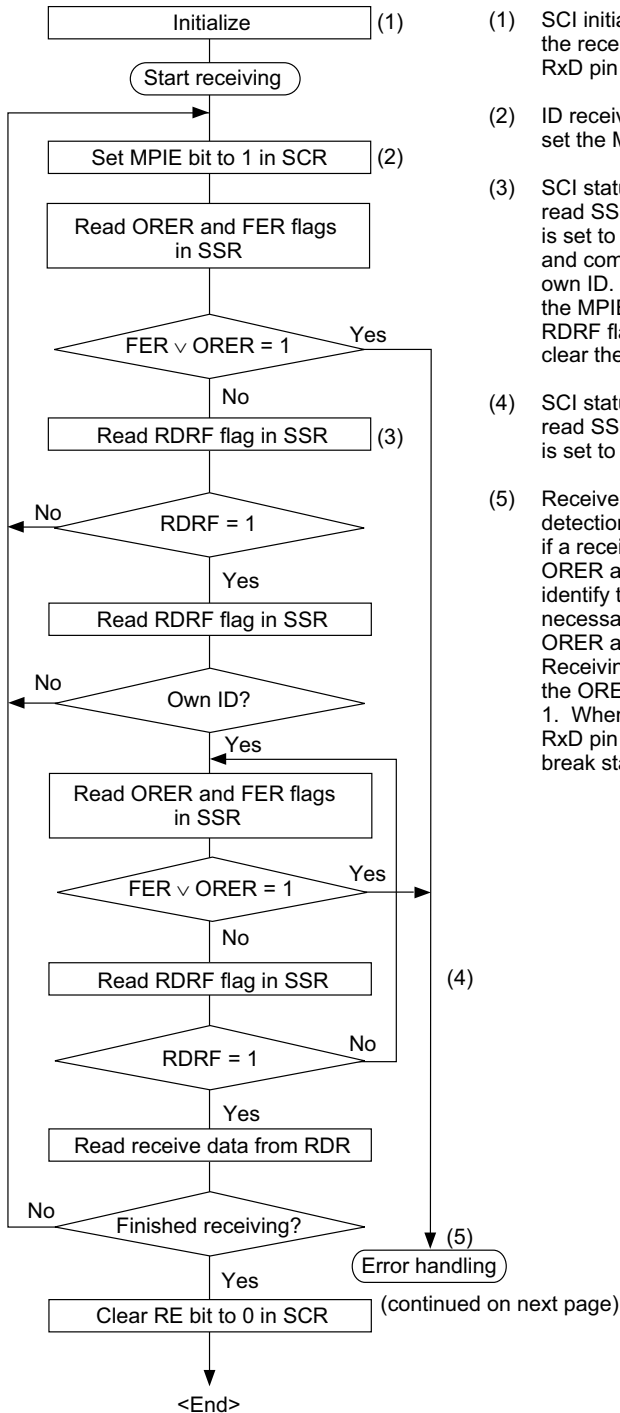 Initialize
(1)
Start receiving
Set MPIE bit to 1 in SCR
(2)
Read ORER and FER flags
in SSR
FER ∨ ORER = 1
Yes
No
Read RDRF flag in SSR
(3)
RDRF = 1
No
Yes
Read RDRF flag in SSR
Own ID?
No
Yes
Read ORER and FER flags
in SSR
FER ∨ ORER = 1
Yes
No
Read RDRF flag in SSR
(4)
RDRF = 1
No
Yes
Read receive data from RDR
Finished receiving?
No
Yes
(5)
Error handling
(continued on next page)
Clear RE bit to 0 in SCR
<End>
(1) SCI initia
the recei
RxD pin
(2) ID receiv
set the M
(3) SCI statu
read SS
is set to
and com
own ID.
the MPIE
RDRF fla
clear the
(4) SCI statu
read SS
is set to
(5) Receive
detection
if a recei
ORER a
identify t
necessa
ORER a
Receivin
the ORE
1. When
RxD pin
break sta